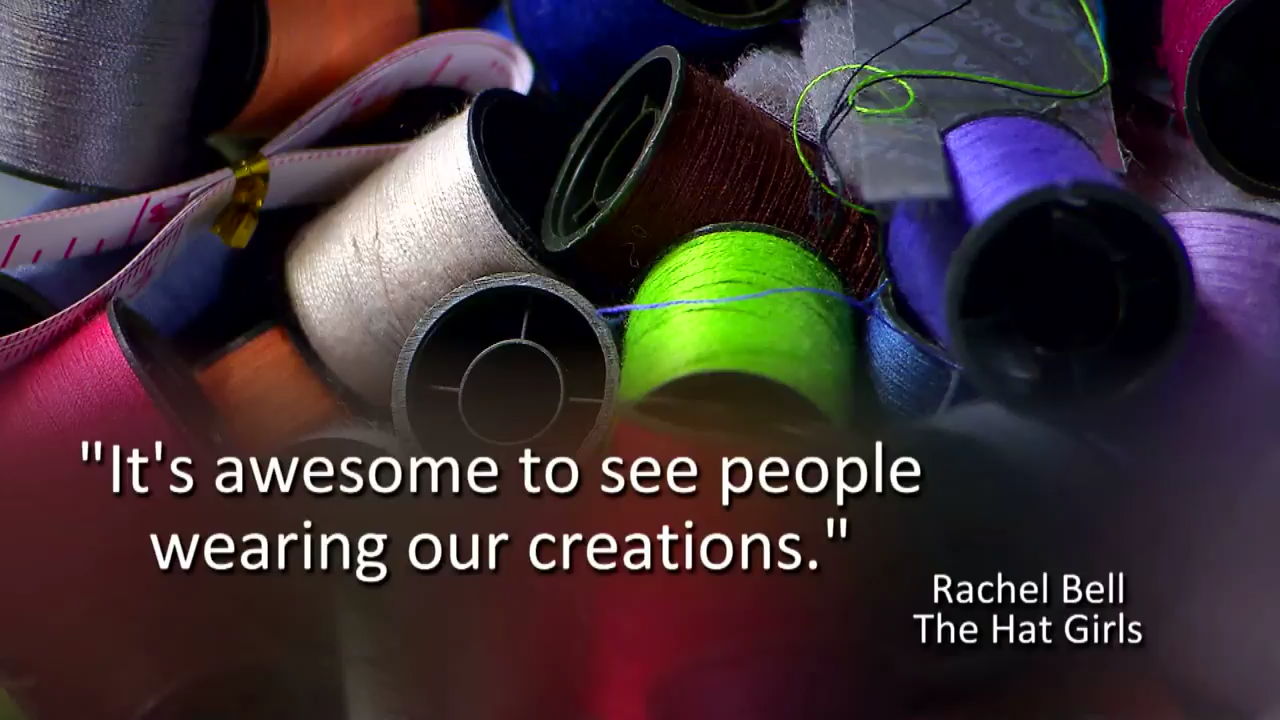 "It's awesome to see people
wearing our creations."
Rachel Bell
The Hat Girls